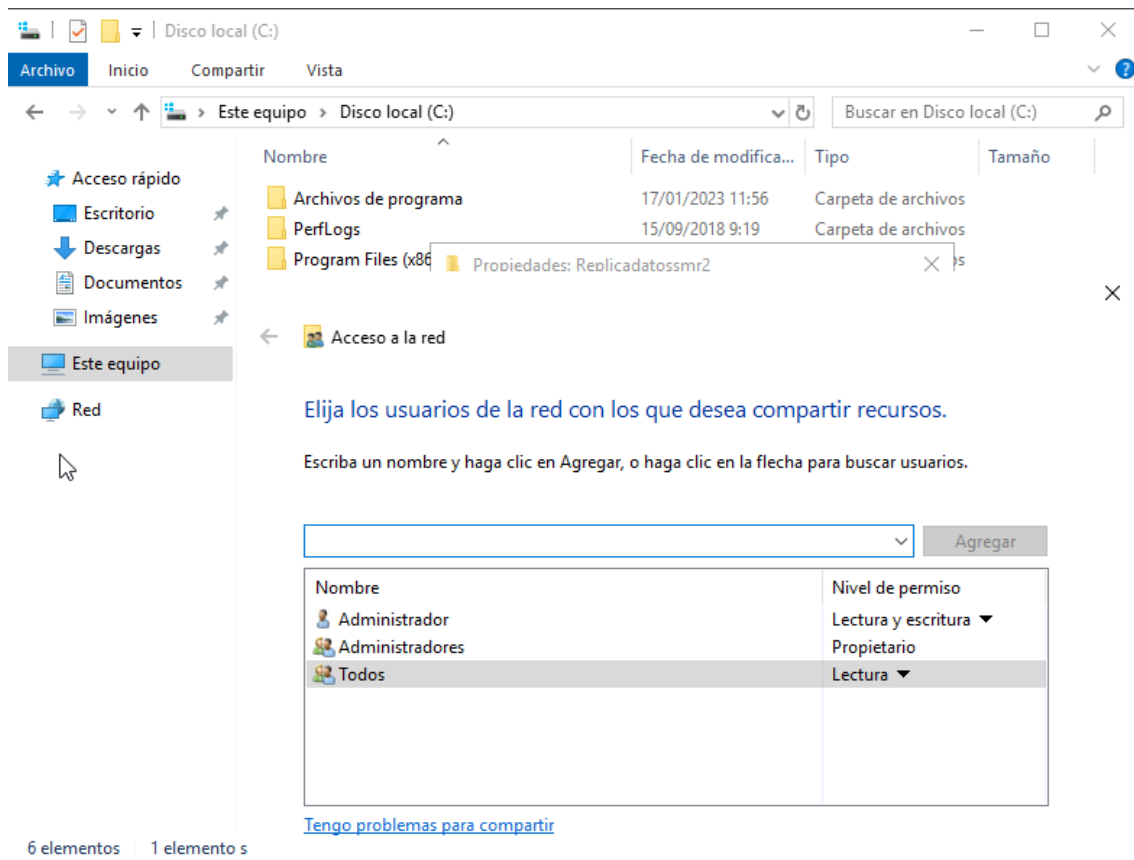 Disco local (C:)
Archivo Inicio Compartir Vista
Este equipo > Disco local (C:) Buscar en Disco local (C:)
Nombre Fecha de modifica... Tipo Tamaño
Acceso rápido
Escritorio
Descargas
Documentos
Imágenes
Este equipo
Red
Archivos de programa 17/01/2023 11:56 Carpeta de archivos
PerfLogs 15/09/2018 9:19 Carpeta de archivos
Program Files (x86
Propiedades: Replicadatossmr2
Acceso a la red
Elija los usuarios de la red con los que desea compartir recursos.
Escriba un nombre y haga clic en Agregar, o haga clic en la flecha para buscar usuarios.
Agregar
Nombre Nivel de permiso
Administrador Lectura y escritura
Administradores Propietario
Todos Lectura
Tengo problemas para compartir
6 elementos 1 elemento s